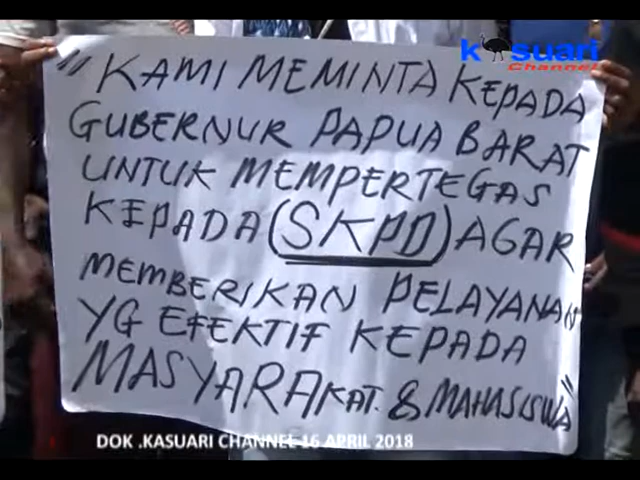 kasuari
Channel
"KAMI MEMINTA KEPADA
GUBERNUR PAPUA BARAT
UNTUK MEMPERTEGAS
KEPADA (SKPD) AGAR
MEMBERIKAN PELAYANAN
YG EFEKTIF KEPADA
MASYARAKAT. & MAHASISWA"
DOK .KASUARI CHANNEL 16 APRIL 2018